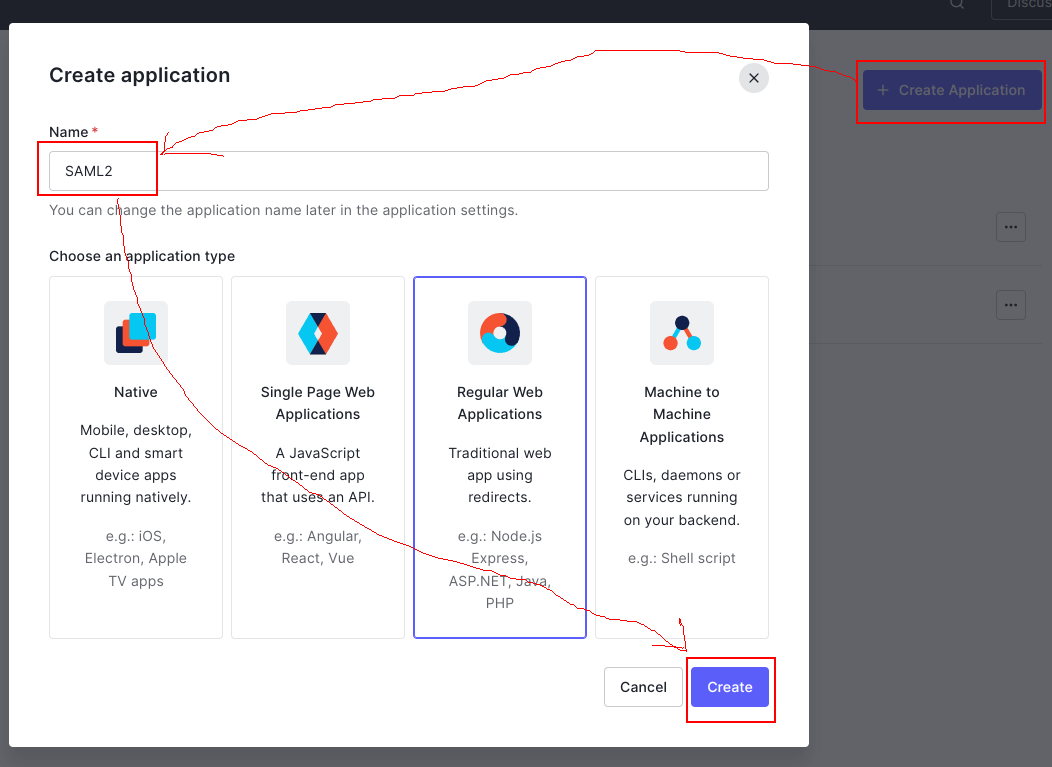 Discus
Create application
+ Create Application
Name *
SAML2
You can change the application name later in the application settings.
Choose an application type
Native
Mobile, desktop,
CLI and smart
device apps
running natively.
e.g.: iOS,
Electron, Apple
TV apps
Single Page Web
Applications
A JavaScript
front-end app
that uses an API.
e.g.: Angular,
React, Vue
Regular Web
Applications
Traditional web
app using
redirects.
e.g.: Node.js
Express,
ASP.NET, Java,
PHP
Machine to
Machine
Applications
CLIs, daemons or
services running
on your backend.
e.g.: Shell script
Cancel
Create